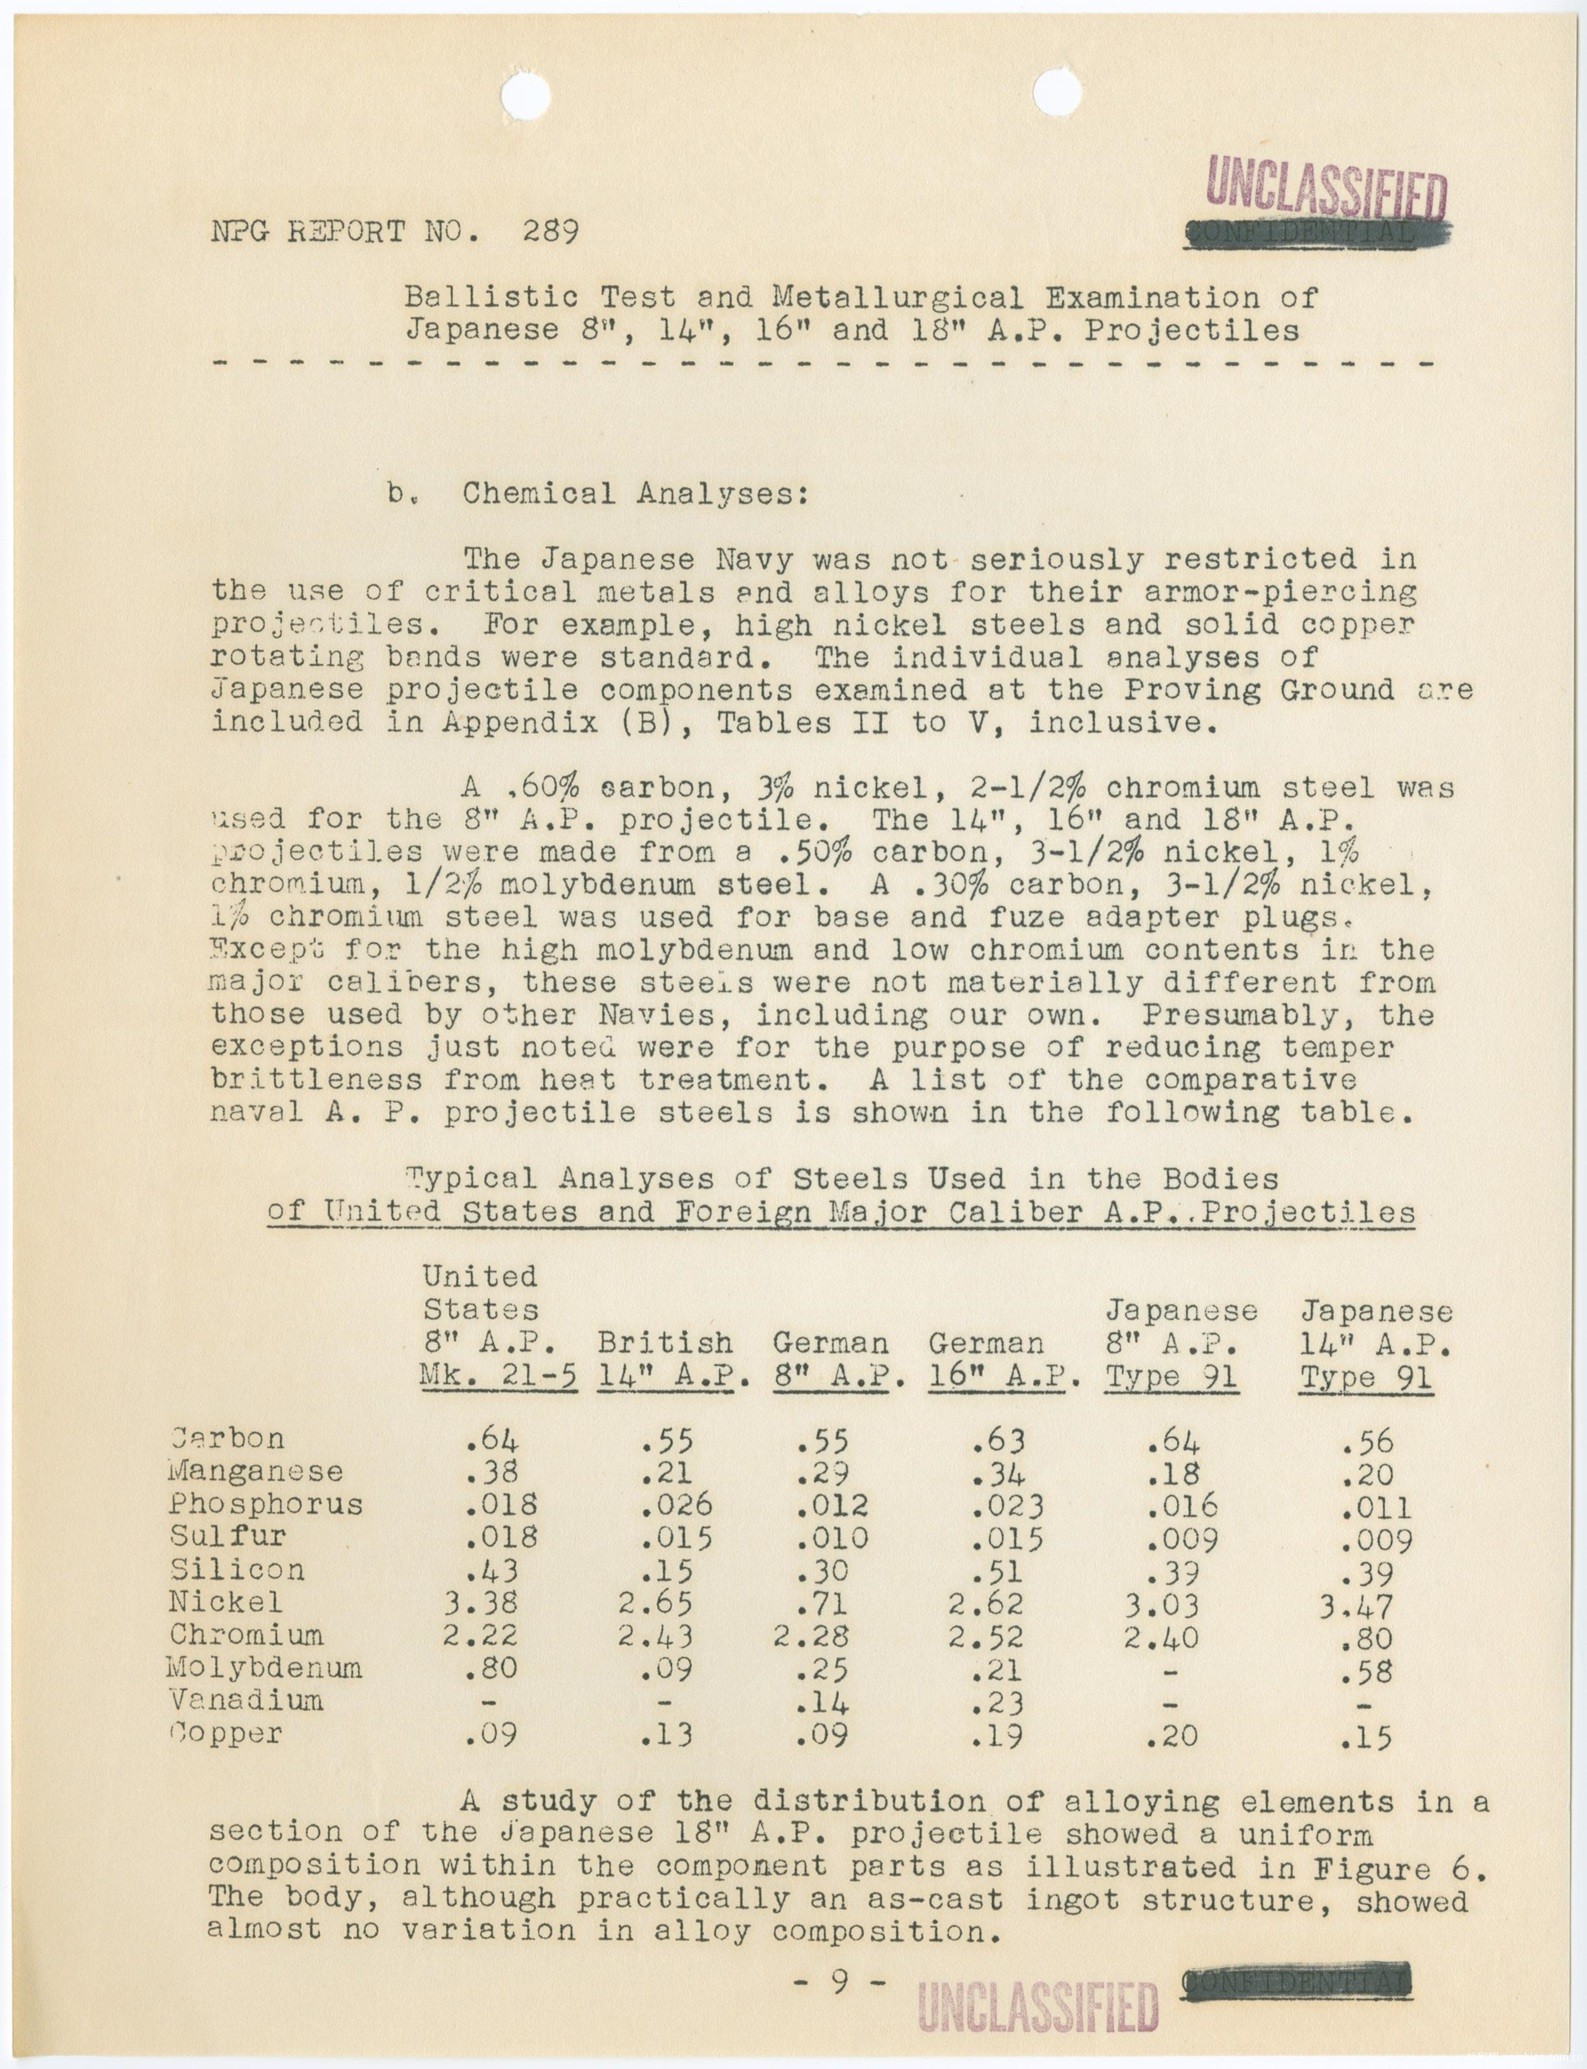 UNCLASSIFIED
NPG REPORT NO. 289
CONFIDENTIAL
Ballistic Test and Metallurgical Examination of
Japanese 8", 14", 16" and 18" A.P. Projectiles
- - - - - - - - - - - - - - - - - - - - - - - - - - - - - - - -
b. Chemical Analyses:
The Japanese Navy was not seriously restricted in
the use of critical metals and alloys for their armor-piercing
projectiles. For example, high nickel steels and solid copper
rotating bands were standard. The individual analyses of
Japanese projectile components examined at the Proving Ground are
included in Appendix (B), Tables II to V, inclusive.
A .60% carbon, 3% nickel, 2-1/2% chromium steel was
used for the 8" A.P. projectile. The 14", 16" and 18" A.P.
projectiles were made from a .50% carbon, 3-1/2% nickel, 1%
chromium, 1/2% molybdenum steel. A .30% carbon, 3-1/2% nickel,
1% chromium steel was used for base and fuze adapter plugs.
Except for the high molybdenum and low chromium contents in the
major calibers, these steels were not materially different from
those used by other Navies, including our own. Presumably, the
exceptions just noted were for the purpose of reducing temper
brittleness from heat treatment. A list of the comparative
naval A. P. projectile steels is shown in the following table.
Typical Analyses of Steels Used in the Bodies
of United States and Foreign Major Caliber A.P. Projectiles
United
States Japanese Japanese
8" A.P. British German German 8" A.P. 14" A.P.
Mk. 21-5 14" A.P. 8" A.P. 16" A.P. Type 91 Type 91
Carbon .64 .55 .55 .63 .64 .56
Manganese .38 .21 .29 .34 .18 .20
Phosphorus .018 .026 .012 .023 .016 .011
Sulfur .018 .015 .010 .015 .009 .009
Silicon .43 .15 .30 .51 .39 .39
Nickel 3.38 2.65 .71 2.62 3.03 3.47
Chromium 2.22 2.43 2.28 2.52 2.40 .80
Molybdenum .80 .09 .25 .21 - .58
Vanadium - - .14 .23 - -
Copper .09 .13 .09 .19 .20 .15
A study of the distribution of alloying elements in a
section of the Japanese 18" A.P. projectile showed a uniform
composition within the component parts as illustrated in Figure 6.
The body, although practically an as-cast ingot structure, showed
almost no variation in alloy composition.
- 9 -
UNCLASSIFIED
CONFIDENTIAL